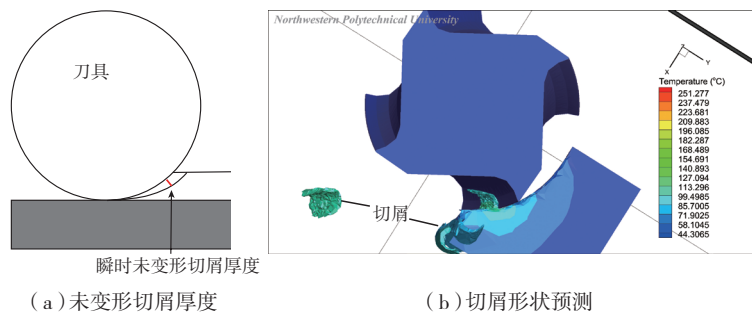 刀具
瞬时未变形切屑厚度
(a)未变形切屑厚度
Northwestern Polytechnical University
切屑
Z
X
Y
Temperature (°C)
251.277
237.479
223.681
209.883
196.085
182.287
168.489
154.691
140.893
127.094
113.296
99.4985
85.7005
71.9025
58.1045
44.3065
(b)切屑形状预测